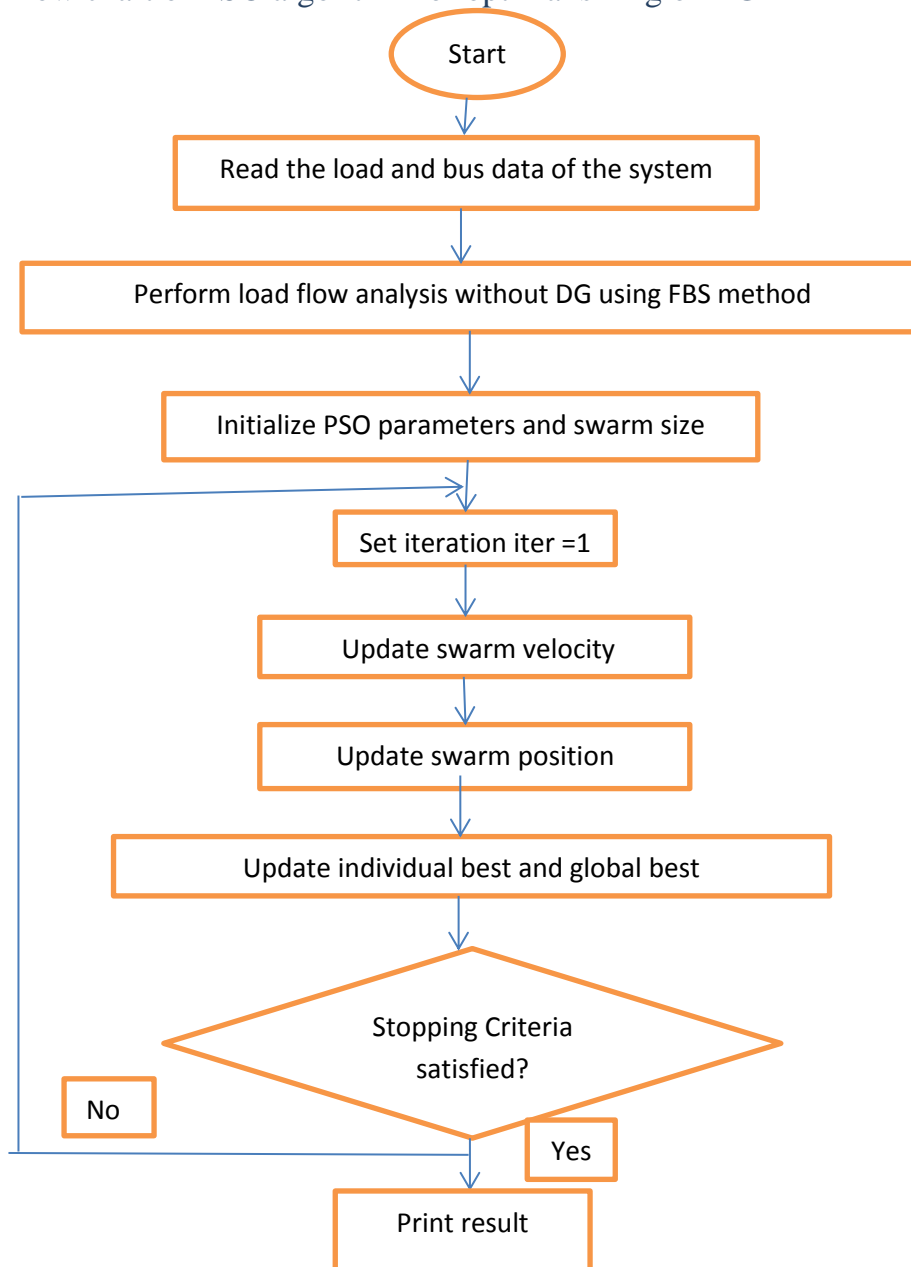 Start
Read the load and bus data of the system
Perform load flow analysis without DG using FBS method
Initialize PSO parameters and swarm size
Set iteration iter =1
Update swarm velocity
Update swarm position
Update individual best and global best
Stopping Criteria
satisfied?
No
Yes
Print result